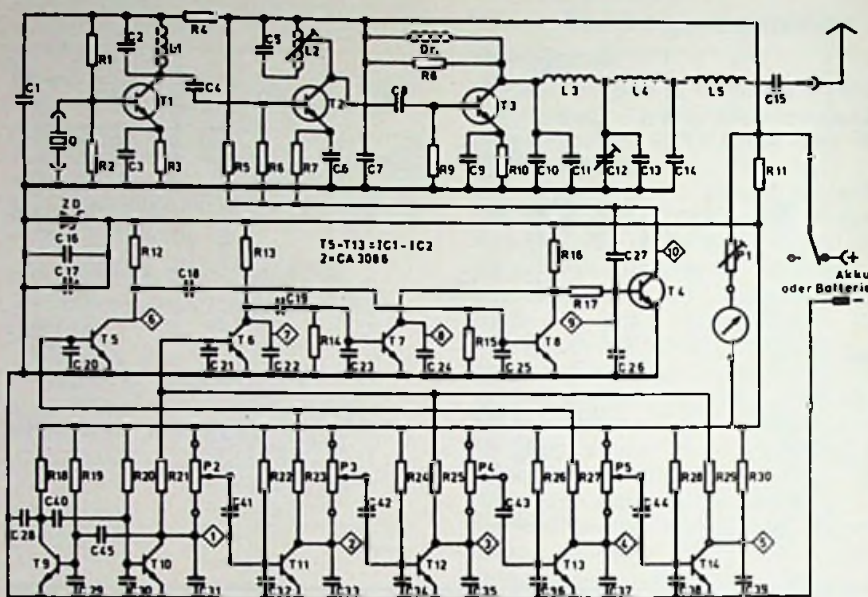 C2 L1 R4 C5 L2 Dr.
R1 R8
C1 C4 C8 L3 L4 L5 C15
T1 T2 T3
Q R2 C3 R3 R5 R6 R7 C6 C7 R9 C9 R10 C10 C11 C12 C13 C14 R11
ZD
C16 R12 R13 T5-T13=IC1-IC2 R16 C27 10 P1 +
C17 2=CA3086 Akku
C18 R17 T4 oder Batterie
6 C19 7 8 9
T5 T6 R14 T7 R15 T8
C20 C21 C22 C23 C24 C25 C26
R18 R19 R20 R21 P2 R22 R23 P3 R24 R25 P4 R26 R27 P5 R28 R29 R30
C40 C41 C42 C43 C44
C28 C45 1 2 3 4 5
T9 T10 T11 T12 T13 T14
C29 C30 C31 C32 C33 C34 C35 C36 C37 C38 C39